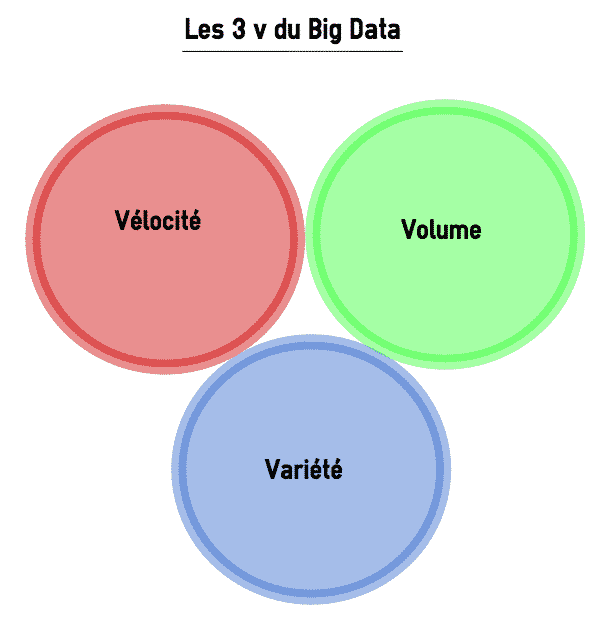 Les 3 v du Big Data
Vélocité
Volume
Variété